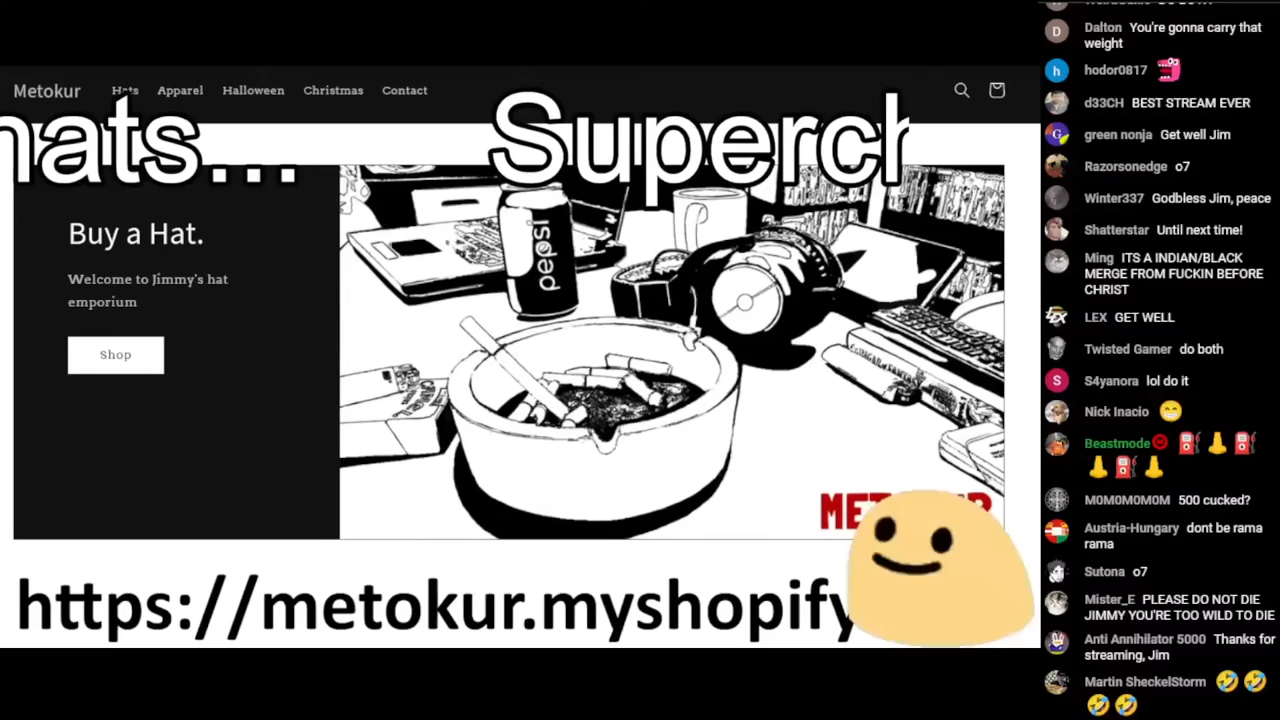 Metokur
Hats
Apparel
Halloween
Christmas
Contact
hats...
Superch
Buy a Hat.
Welcome to Jimmy's hat
emporium
Shop
pepsi
https://metokur.myshopify
Dalton You're gonna carry that
weight
hodor0817
d33CH BEST STREAM EVER
green nonja Get well Jim
Razorsonedge o7
Winter337 Godbless Jim, peace
Shatterstar Until next time!
Ming ITS A INDIAN/BLACK
MERGE FROM FUCKIN BEFORE
CHRIST
LEX GET WELL
Twisted Gamer do both
S4yanora lol do it
Nick Inacio 😁
Beastmode ⛽👃⛽
👃⛽👃
M0M0M0M0M 500 cucked?
Austria-Hungary dont be rama
rama
Sutona o7
Mister_E PLEASE DO NOT DIE
JIMMY YOU'RE TOO WILD TO DIE
Anti Annihilator 5000 Thanks for
streaming, Jim
Martin SheckelStorm 🤣🤣
🤣🤣